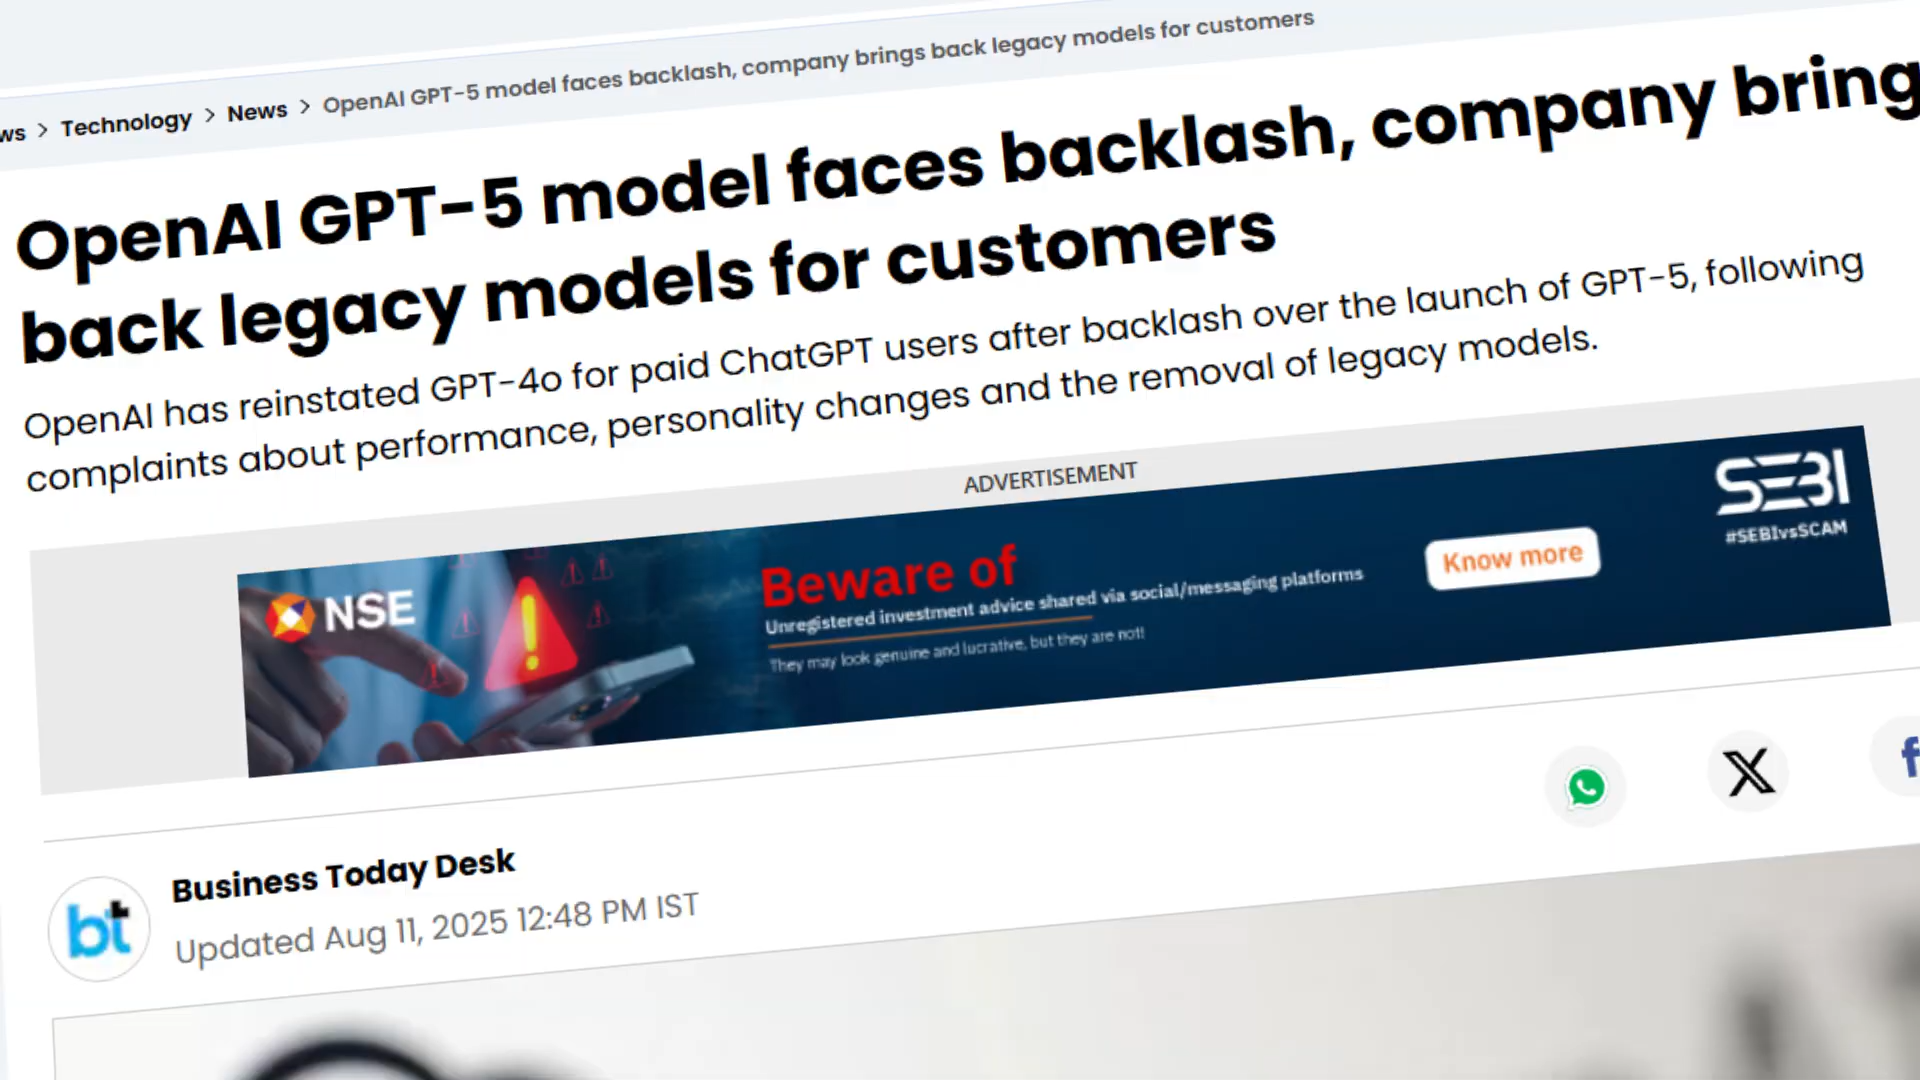 ws > Technology > News > OpenAI GPT-5 model faces backlash, company brings back legacy models for customers
OpenAI GPT-5 model faces backlash, company bring
back legacy models for customers
OpenAI has reinstated GPT-4o for paid ChatGPT users after backlash over the launch of GPT-5, following
complaints about performance, personality changes and the removal of legacy models.
ADVERTISEMENT
NSE
Beware of
Unregistered investment advice shared via social/messaging platforms
They may look genuine and lucrative, but they are not!
Know more
SEBI
#SEBIvsSCAM
bt
Business Today Desk
Updated Aug 11, 2025 12:48 PM IST